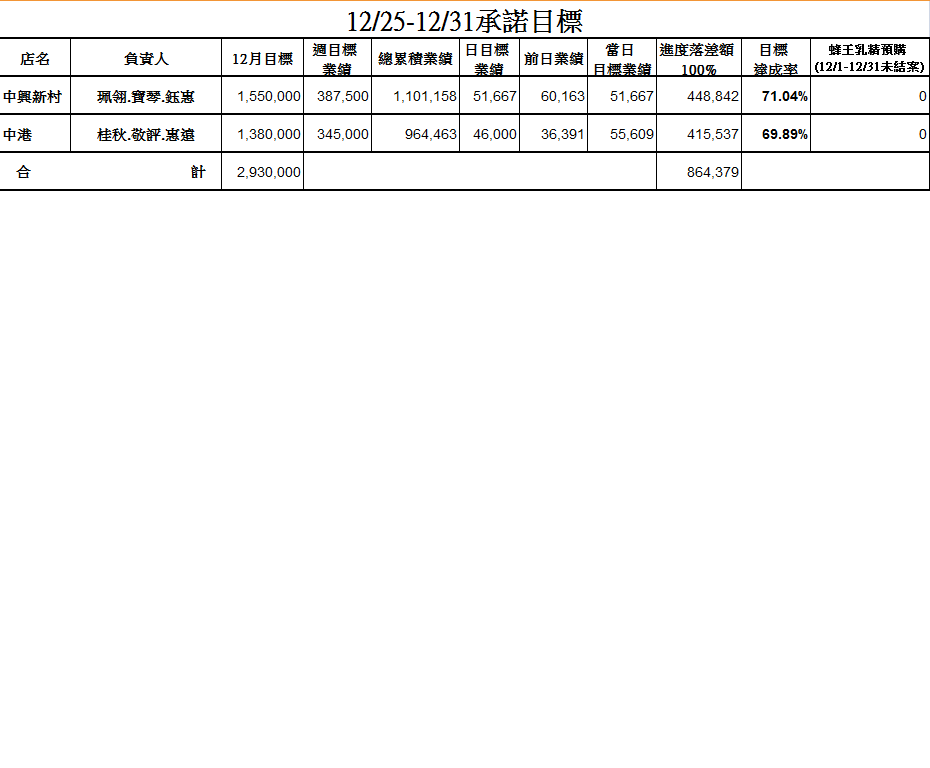 12/25-12/31承諾目標
店名 負責人 12月目標 週目標業績 總累積業績 日目標業績 前日業績 當日目標業績 進度落差額100% 目標達成率 蜂王乳精預購(12/1-12/31未結案)
中興新村 珮翎.寶琴.鈺惠 1,550,000 387,500 1,101,158 51,667 60,163 51,667 448,842 71.04% 0
中港 桂秋.敬評.惠遠 1,380,000 345,000 964,463 46,000 36,391 55,609 415,537 69.89% 0
合計 2,930,000 864,379